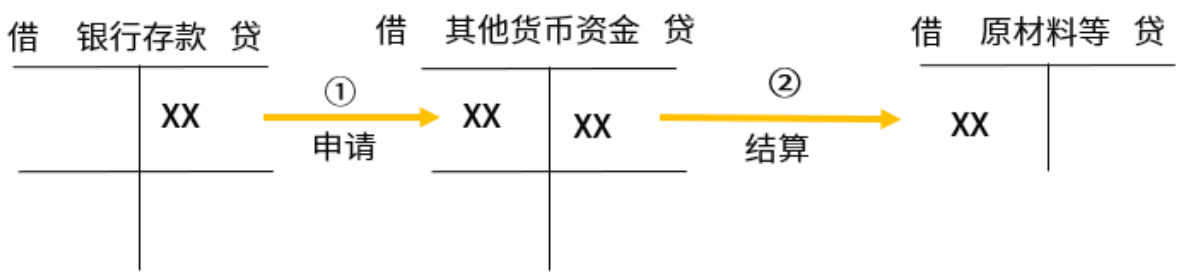 借 银行存款 贷
借 其他货币资金 贷
借 原材料等 贷
XX
①
申请
XX
XX
②
结算
XX